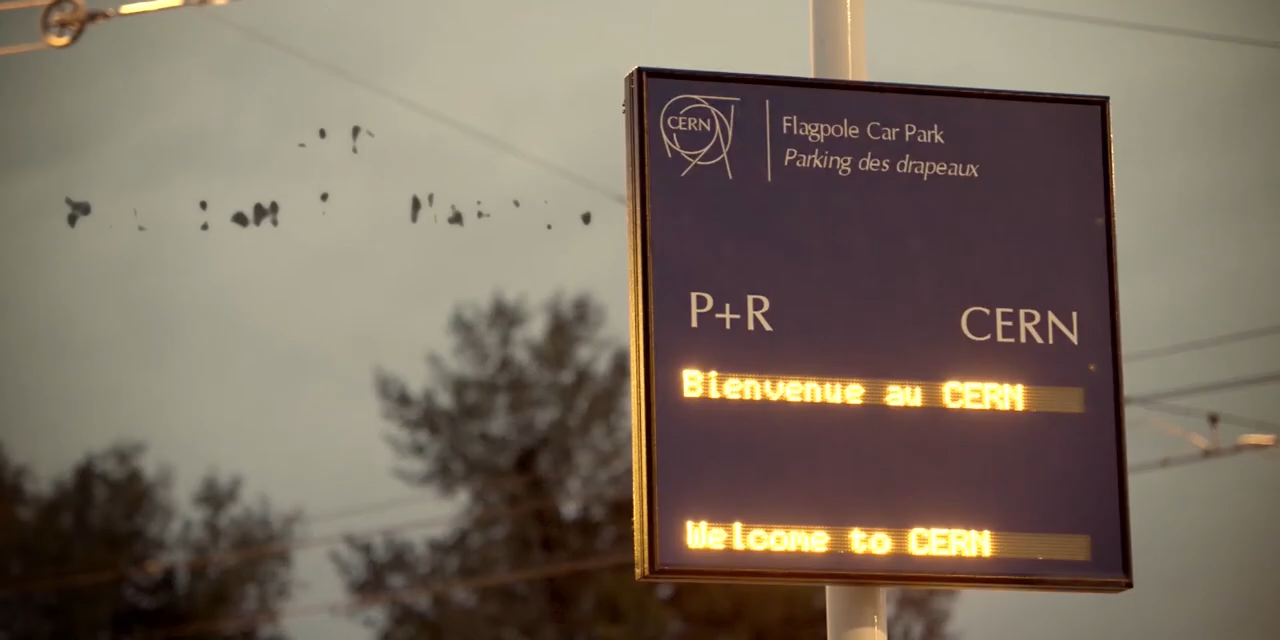 CERN
Flagpole Car Park
Parking des drapeaux
P+R CERN
Bienvenue au CERN
Welcome to CERN